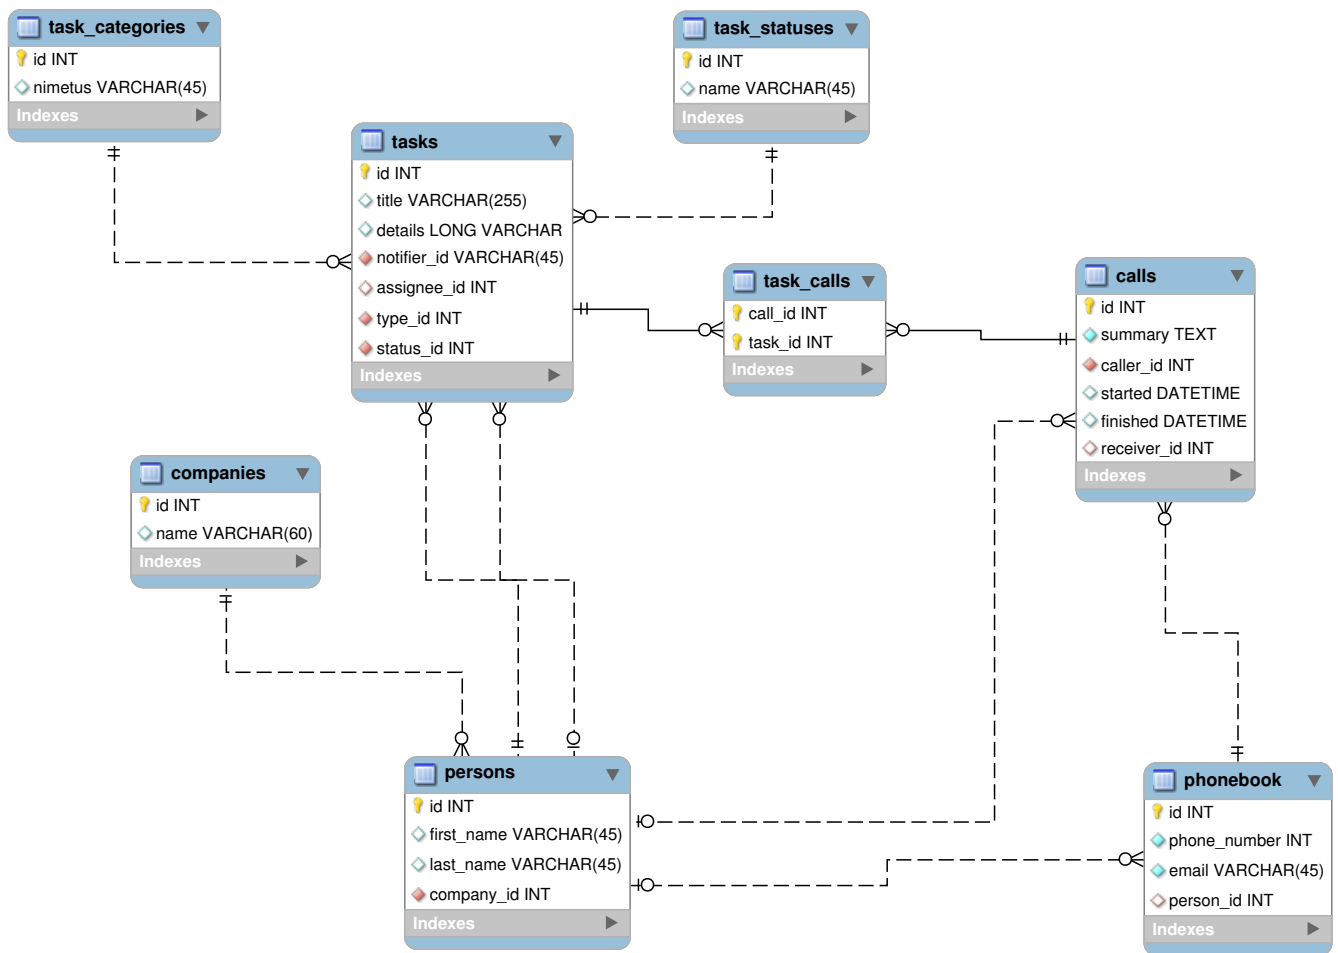 task_categories
id INT
nimetus VARCHAR(45)
Indexes
task_statuses
id INT
name VARCHAR(45)
Indexes
tasks
id INT
title VARCHAR(255)
details LONG VARCHAR
notifier_id VARCHAR(45)
assignee_id INT
type_id INT
status_id INT
Indexes
task_calls
call_id INT
task_id INT
Indexes
calls
id INT
summary TEXT
caller_id INT
started DATETIME
finished DATETIME
receiver_id INT
Indexes
companies
id INT
name VARCHAR(60)
Indexes
persons
id INT
first_name VARCHAR(45)
last_name VARCHAR(45)
company_id INT
Indexes
phonebook
id INT
phone_number INT
email VARCHAR(45)
person_id INT
Indexes